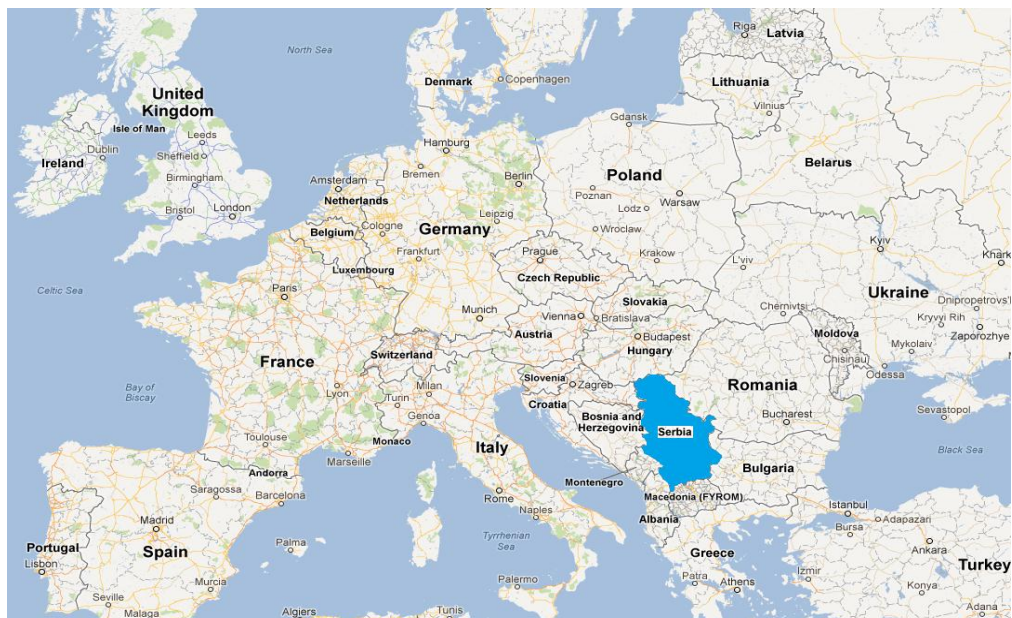 Riga
Latvia
North Sea
Denmark
Copenhagen
Lithuania
Vilnius
United
Kingdom
Isle of Man
Leeds
Dublin
Sheffield
Ireland
Birmingham
Bristol
London
Gdansk
Hamburg
Bremen
Berlin
Belarus
Poland
Poznan
Warsaw
Lodz
Amsterdam
Netherlands
Leipzig
Belgium
Cologne
Germany
Wroclaw
Kyiv
Frankfurt
Prague
Krakow
L'viv
Khark
Luxembourg
Czech Republic
Celtic Sea
Paris
Ukraine
Slovakia
Dnipropetrovs'k
Chernivtsi
Munich
Vienna
Bratislava
Kryvyi Rih
Zaporozhye
Austria
Budapest
Moldova
Chisinau
Mykolaiv
France
Switzerland
Hungary
Odessa
Bay of
Biscay
Lyon
Milan
Turin
Slovenia
Zagreb
Romania
Croatia
Genoa
Bosnia and
Herzegovina
Bucharest
Sevastopol
Serbia
Toulouse
Monaco
Marseille
Italy
Black Sea
Andorra
Bulgaria
Saragossa
Barcelona
Montenegro
Rome
Macedonia (FYROM)
Naples
Istanbul
Albania
Adapazari
Bursa
Madrid
Palma
Tyrrhenian
Sea
Portugal
Spain
Lisbon
Greece
Ankara
Turkey
Izmir
Murcia
Palermo
Patra
Athens
Konya
Seville
Malaga
Algiers
Tunis
Adana